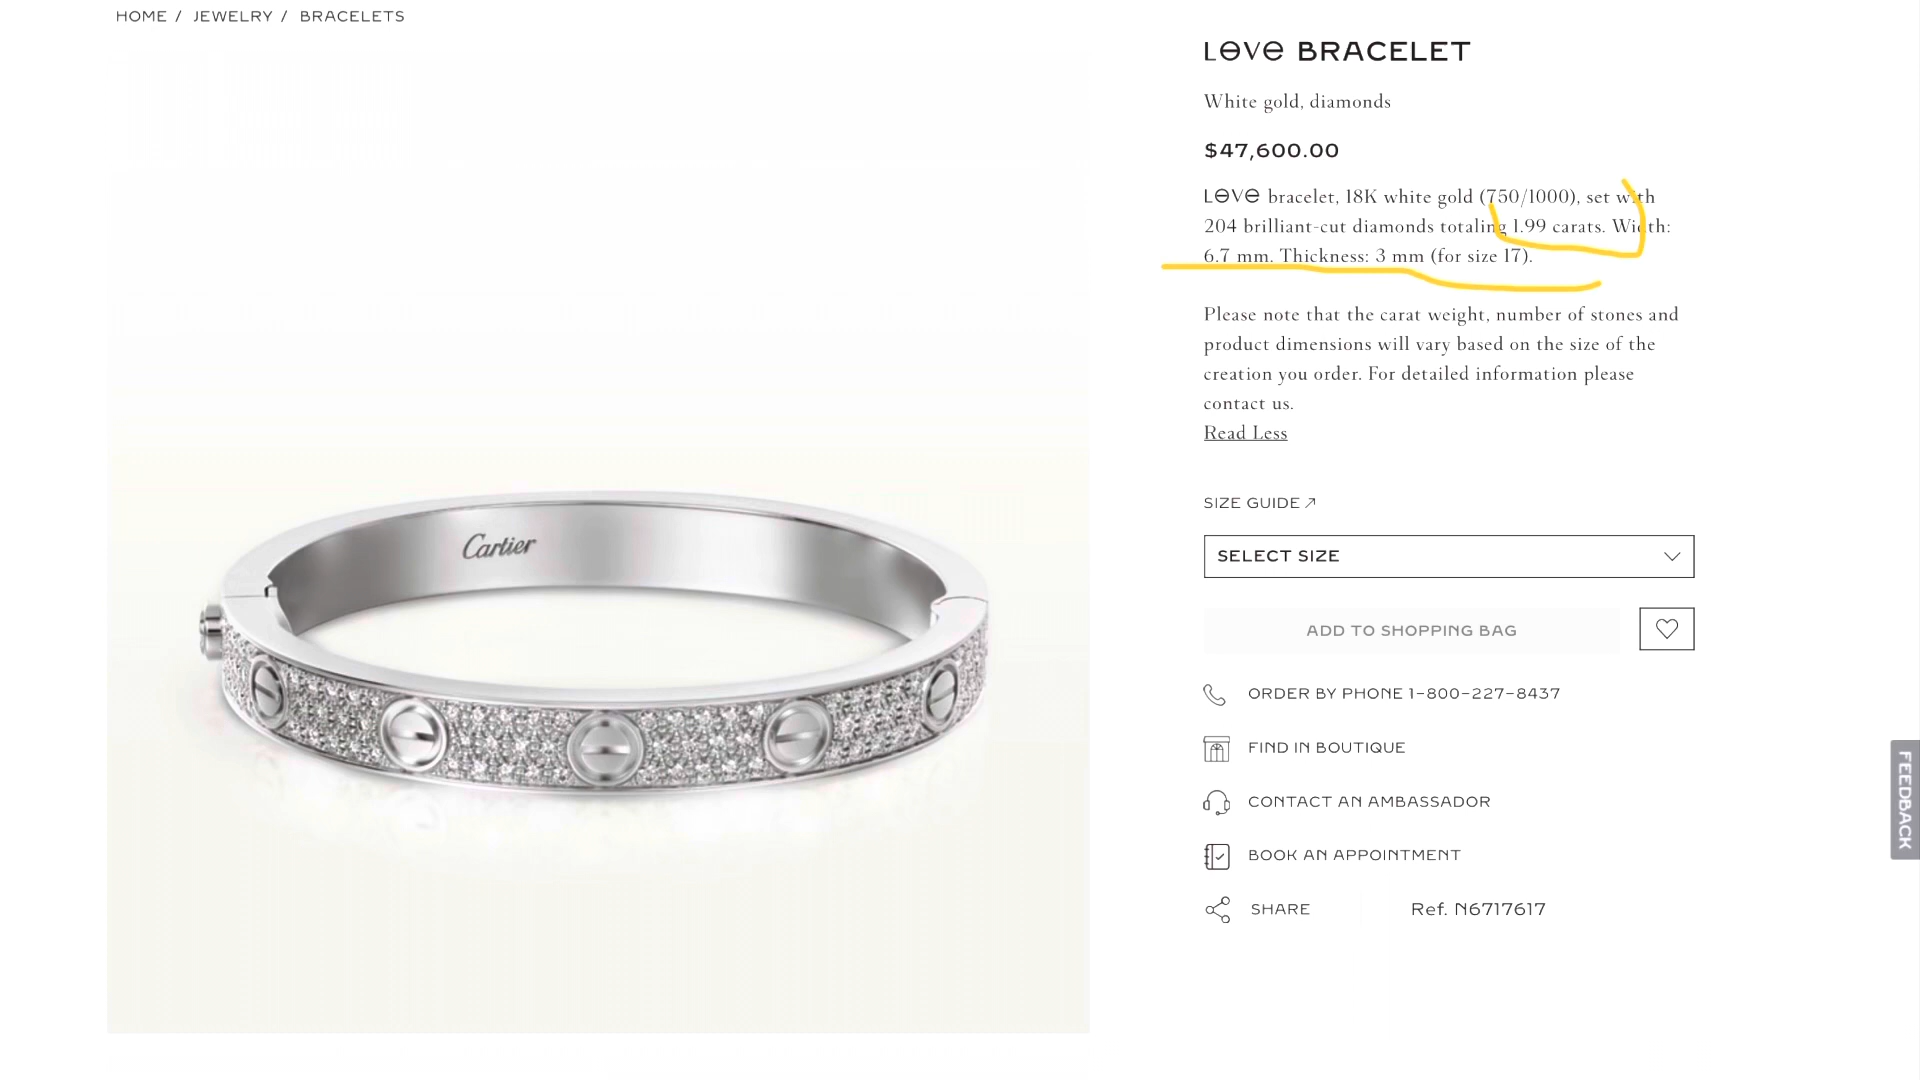 HOME / JEWELRY / BRACELETS
LOVE BRACELET
White gold, diamonds
$47,600.00
LOVE bracelet, 18K white gold (750/1000), set with
204 brilliant-cut diamonds totaling 1.99 carats. Width:
6.7 mm. Thickness: 3 mm (for size 17).
Please note that the carat weight, number of stones and
product dimensions will vary based on the size of the
creation you order. For detailed information please
contact us.
Read Less
SIZE GUIDE ↗
SELECT SIZE
ADD TO SHOPPING BAG
ORDER BY PHONE 1-800-227-8437
FIND IN BOUTIQUE
CONTACT AN AMBASSADOR
BOOK AN APPOINTMENT
SHARE Ref. N6717617
Cartier
FEEDBACK